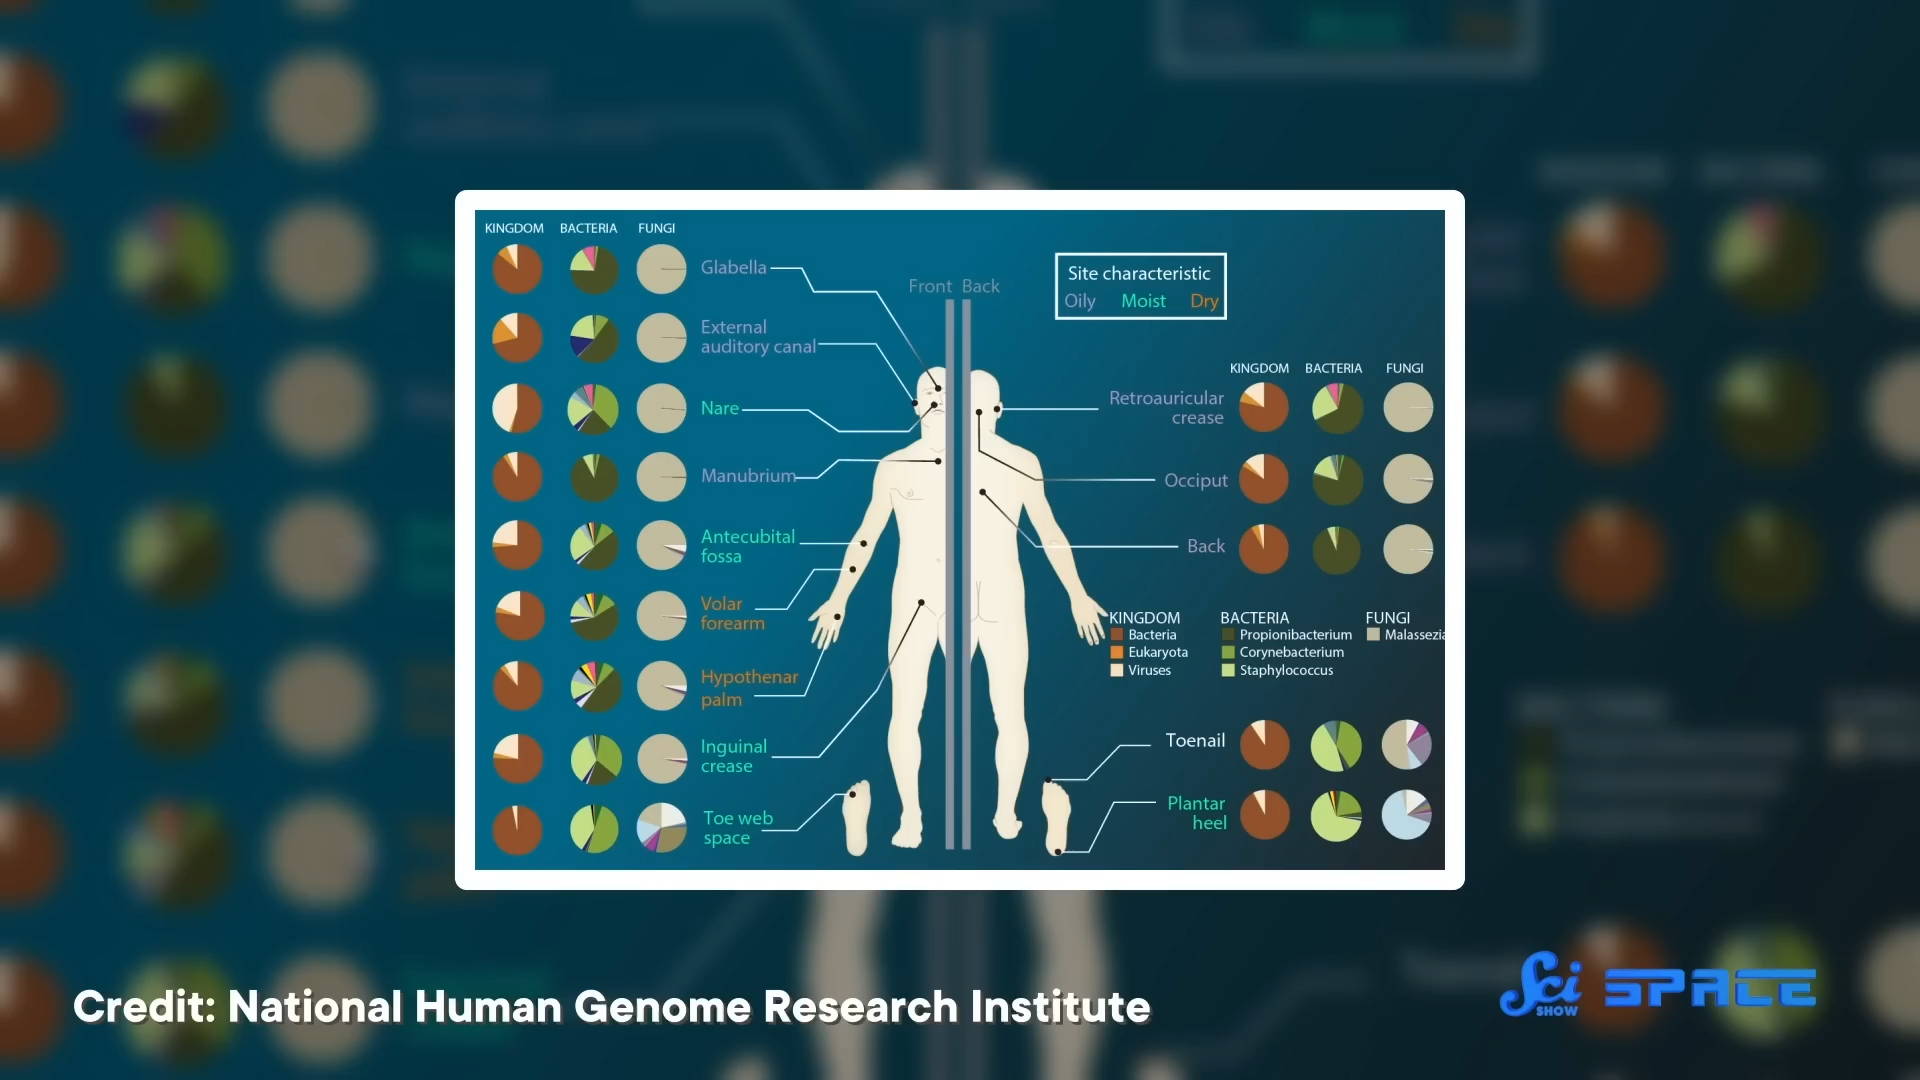 KINGDOM BACTERIA FUNGI
Glabella
External
auditory canal
Nare
Manubrium
Antecubital
fossa
Volar
forearm
Hypothenar
palm
Inguinal
crease
Toe web
space
Front Back
Site characteristic
Oily Moist Dry
KINGDOM BACTERIA FUNGI
Retroauricular
crease
Occiput
Back
KINGDOM BACTERIA FUNGI
Bacteria Propionibacterium Malassezia
Eukaryota Corynebacterium
Viruses Staphylococcus
Toenail
Plantar
heel
Credit: National Human Genome Research Institute
Sci SHOW SPACE